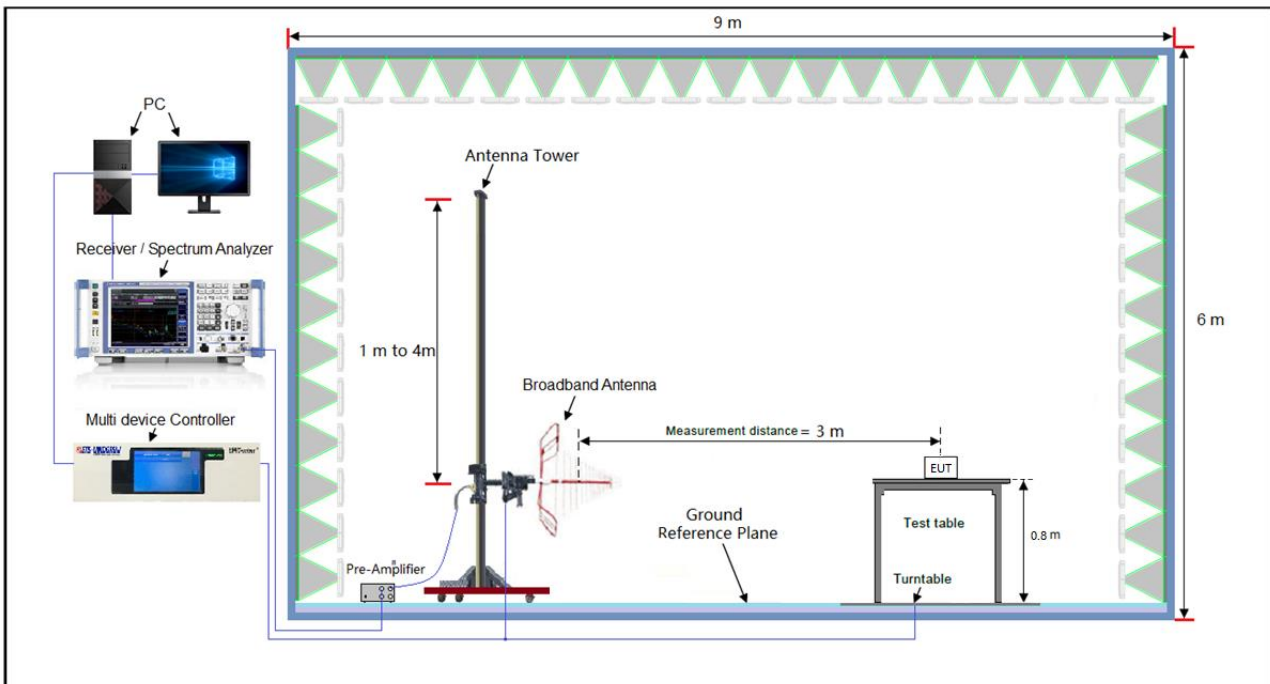 9 m
PC
Antenna Tower
Receiver / Spectrum Analyzer
6 m
1 m to 4m
Broadband Antenna
Measurement distance = 3 m
Multi device Controller
EUT
Ground
Reference Plane
Test table
0.8 m
Pre-Amplifier
Turntable